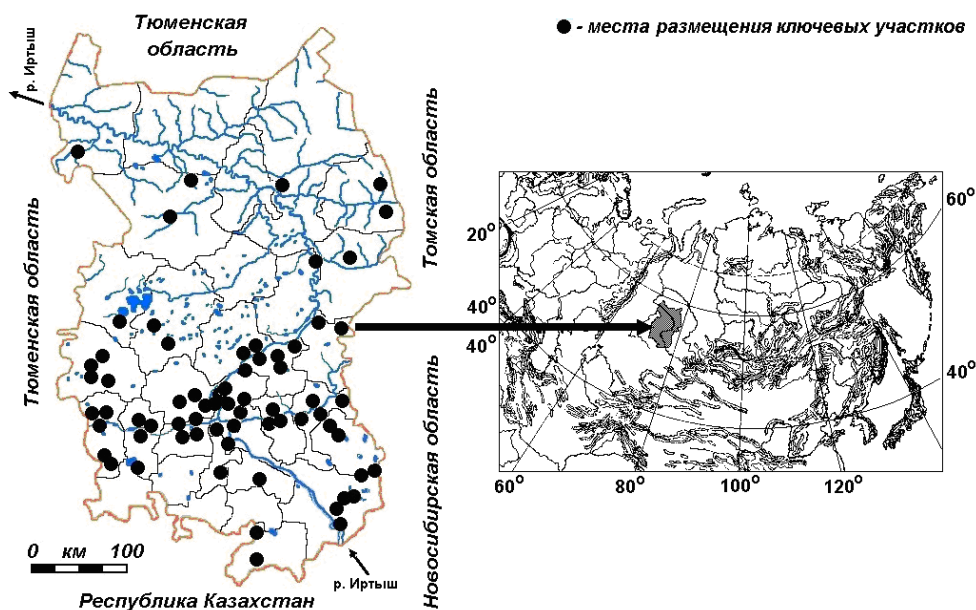 Тюменская
область
● - места размещения ключевых участков
р. Иртыш
Тюменская область
Томская область
Новосибирская область
60°
20°
40°
40°
40°
60° 80° 100° 120°
0 км 100
р. Иртыш
Республика Казахстан